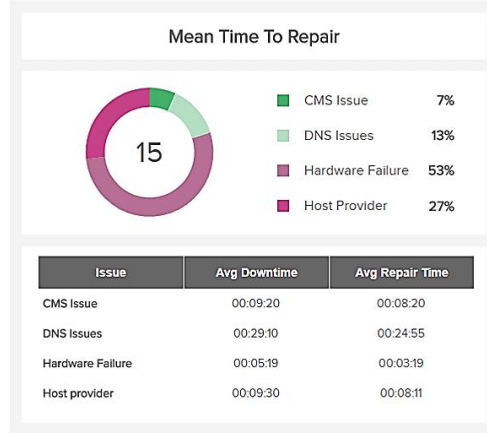 Mean Time To Repair
15
CMS Issue 7%
DNS Issues 13%
Hardware Failure 53%
Host Provider 27%
Issue Avg Downtime Avg Repair Time
CMS Issue 00:09:20 00:08:20
DNS Issues 00:29:10 00:24:55
Hardware Failure 00:05:19 00:03:19
Host provider 00:09:30 00:08:11